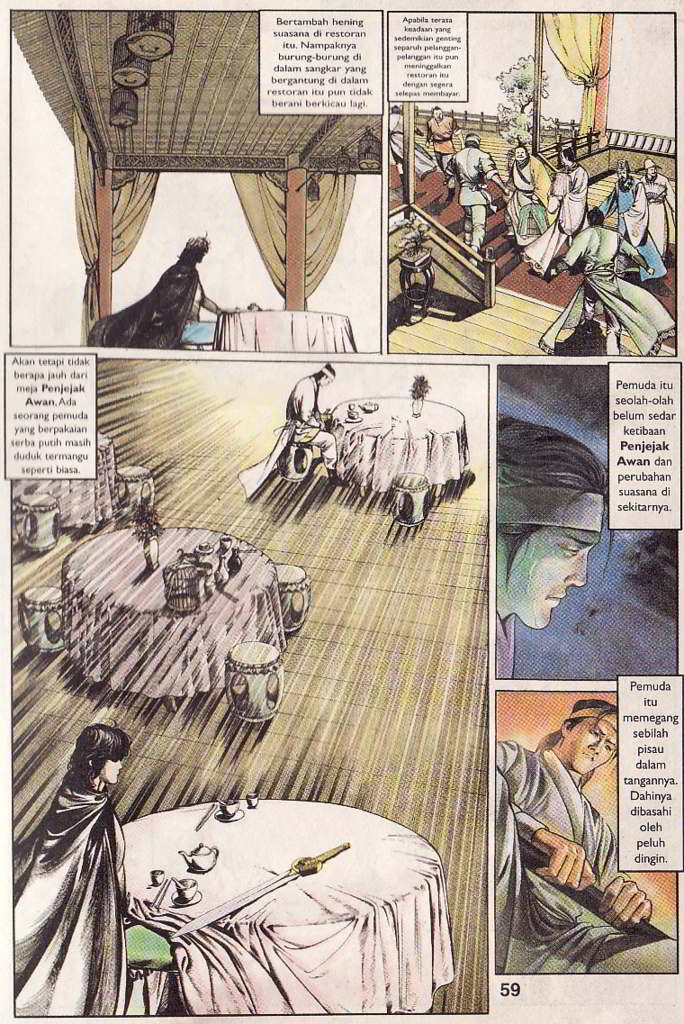 Bertambah hening
suasana di restoran
itu. Nampaknya
burung-burung di
dalam sangkar yang
bergantung di dalam
restoran itu pun tidak
berani berkicau lagi.
Apabila terasa
keadaan yang
sedemikian genting
separuh pelanggan-
pelanggan itu pun
meninggalkan
restoran itu
dengan segera
selepas membayar.
Akan tetapi tidak
berapa jauh dari
meja Penjejak
Awan, Ada
seorang pemuda
yang berpakaian
serba putih masih
duduk termangu
seperti biasa.
Pemuda itu
seolah-olah
belum sedar
ketibaan
Penjejak
Awan dan
perubahan
suasana di
sekitarnya.
Pemuda
itu
memegang
sebilah
pisau
dalam
tangannya.
Dahinya
dibasahi
oleh
peluh
dingin.
59